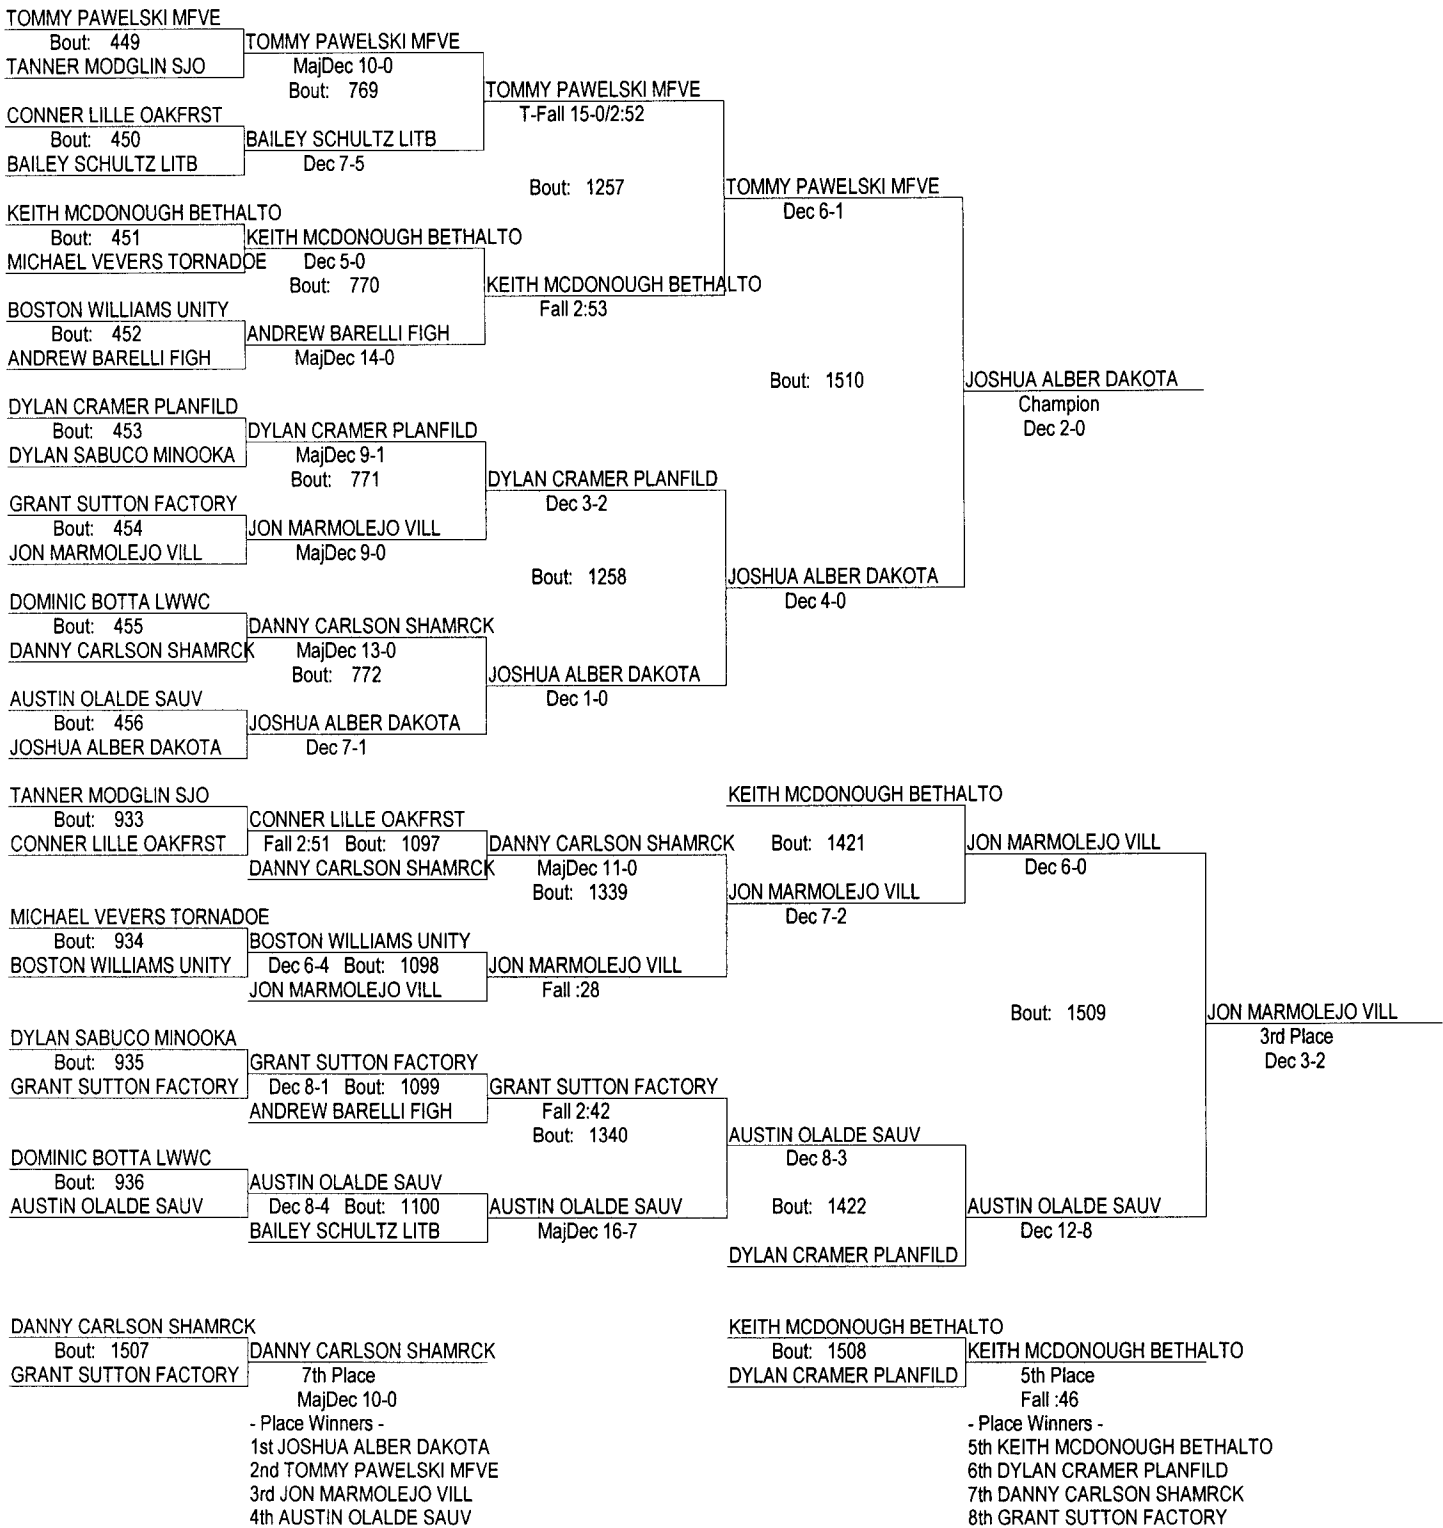 TOMMY PAWELSKI MFVE
Bout: 449
TANNER MODGLIN SJO
TOMMY PAWELSKI MFVE
MajDec 10-0
Bout: 769
CONNER LILLE OAKFRST
Bout: 450
BAILEY SCHULTZ LITB
BAILEY SCHULTZ LITB
Dec 7-5
TOMMY PAWELSKI MFVE
T-Fall 15-0/2:52
Bout: 1257
KEITH MCDONOUGH BETHALTO
Bout: 451
MICHAEL VEVERS TORNADOE
KEITH MCDONOUGH BETHALTO
Dec 5-0
Bout: 770
BOSTON WILLIAMS UNITY
Bout: 452
ANDREW BARELLI FIGH
ANDREW BARELLI FIGH
MajDec 14-0
KEITH MCDONOUGH BETHALTO
Fall 2:53
TOMMY PAWELSKI MFVE
Dec 6-1
Bout: 1510
JOSHUA ALBER DAKOTA
Champion
Dec 2-0
DYLAN CRAMER PLANFILD
Bout: 453
DYLAN SABUCO MINOOKA
DYLAN CRAMER PLANFILD
MajDec 9-1
Bout: 771
GRANT SUTTON FACTORY
Bout: 454
JON MARMOLEJO VILL
JON MARMOLEJO VILL
MajDec 9-0
DYLAN CRAMER PLANFILD
Dec 3-2
Bout: 1258
DOMINIC BOTTA LWWC
Bout: 455
DANNY CARLSON SHAMRCK
DANNY CARLSON SHAMRCK
MajDec 13-0
Bout: 772
AUSTIN OLALDE SAUV
Bout: 456
JOSHUA ALBER DAKOTA
JOSHUA ALBER DAKOTA
Dec 7-1
JOSHUA ALBER DAKOTA
Dec 1-0
JOSHUA ALBER DAKOTA
Dec 4-0
TANNER MODGLIN SJO
Bout: 933
CONNER LILLE OAKFRST
CONNER LILLE OAKFRST
Fall 2:51 Bout: 1097
DANNY CARLSON SHAMRCK
DANNY CARLSON SHAMRCK
MajDec 11-0
Bout: 1339
MICHAEL VEVERS TORNADOE
Bout: 934
BOSTON WILLIAMS UNITY
BOSTON WILLIAMS UNITY
Dec 6-4 Bout: 1098
JON MARMOLEJO VILL
JON MARMOLEJO VILL
Fall :28
KEITH MCDONOUGH BETHALTO
Bout: 1421
JON MARMOLEJO VILL
Dec 7-2
JON MARMOLEJO VILL
Dec 6-0
Bout: 1509
JON MARMOLEJO VILL
3rd Place
Dec 3-2
DYLAN SABUCO MINOOKA
Bout: 935
GRANT SUTTON FACTORY
GRANT SUTTON FACTORY
Dec 8-1 Bout: 1099
ANDREW BARELLI FIGH
GRANT SUTTON FACTORY
Fall 2:42
Bout: 1340
DOMINIC BOTTA LWWC
Bout: 936
AUSTIN OLALDE SAUV
AUSTIN OLALDE SAUV
Dec 8-4 Bout: 1100
BAILEY SCHULTZ LITB
AUSTIN OLALDE SAUV
MajDec 16-7
AUSTIN OLALDE SAUV
Dec 8-3
Bout: 1422
DYLAN CRAMER PLANFILD
AUSTIN OLALDE SAUV
Dec 12-8
DANNY CARLSON SHAMRCK
Bout: 1507
GRANT SUTTON FACTORY
DANNY CARLSON SHAMRCK
7th Place
MajDec 10-0
- Place Winners -
1st JOSHUA ALBER DAKOTA
2nd TOMMY PAWELSKI MFVE
3rd JON MARMOLEJO VILL
4th AUSTIN OLALDE SAUV
KEITH MCDONOUGH BETHALTO
Bout: 1508
DYLAN CRAMER PLANFILD
KEITH MCDONOUGH BETHALTO
5th Place
Fall :46
- Place Winners -
5th KEITH MCDONOUGH BETHALTO
6th DYLAN CRAMER PLANFILD
7th DANNY CARLSON SHAMRCK
8th GRANT SUTTON FACTORY